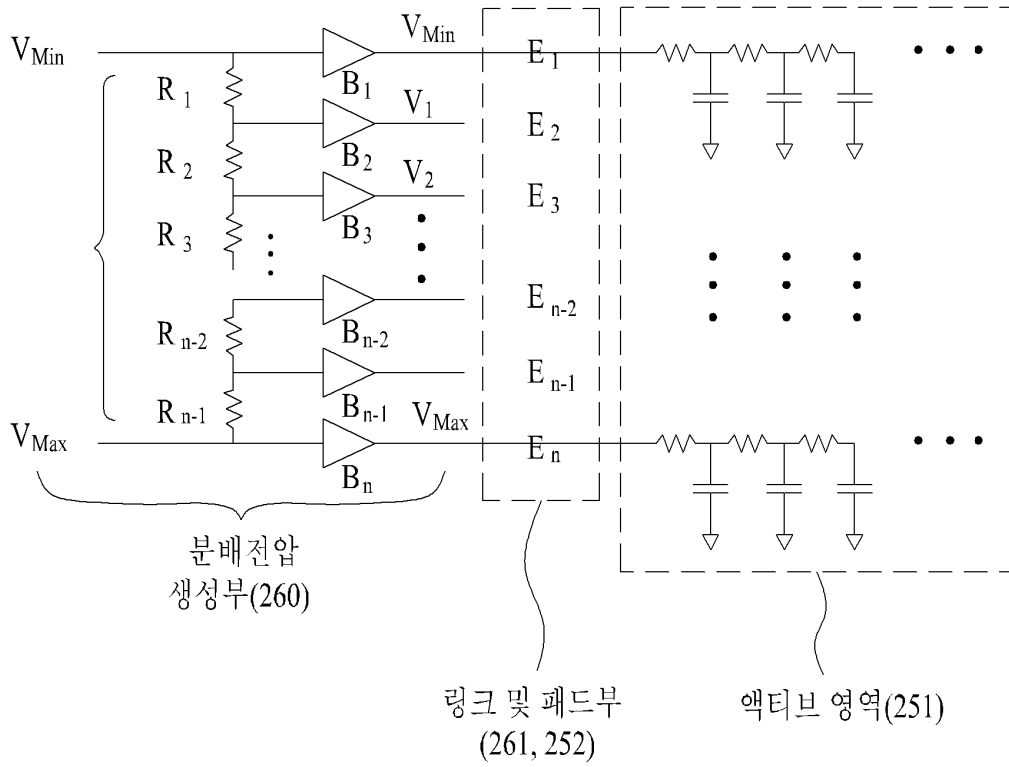 V_Min V_Min E_1
R_1 B_1
V_1 E_2
R_2 B_2
V_2 E_3
R_3 B_3
E_n-2
R_n-2 B_n-2
E_n-1
R_n-1 B_n-1
V_Max V_Max E_n
B_n
분배전압
생성부(260)
링크 및 패드부
(261, 252)
액티브 영역(251)